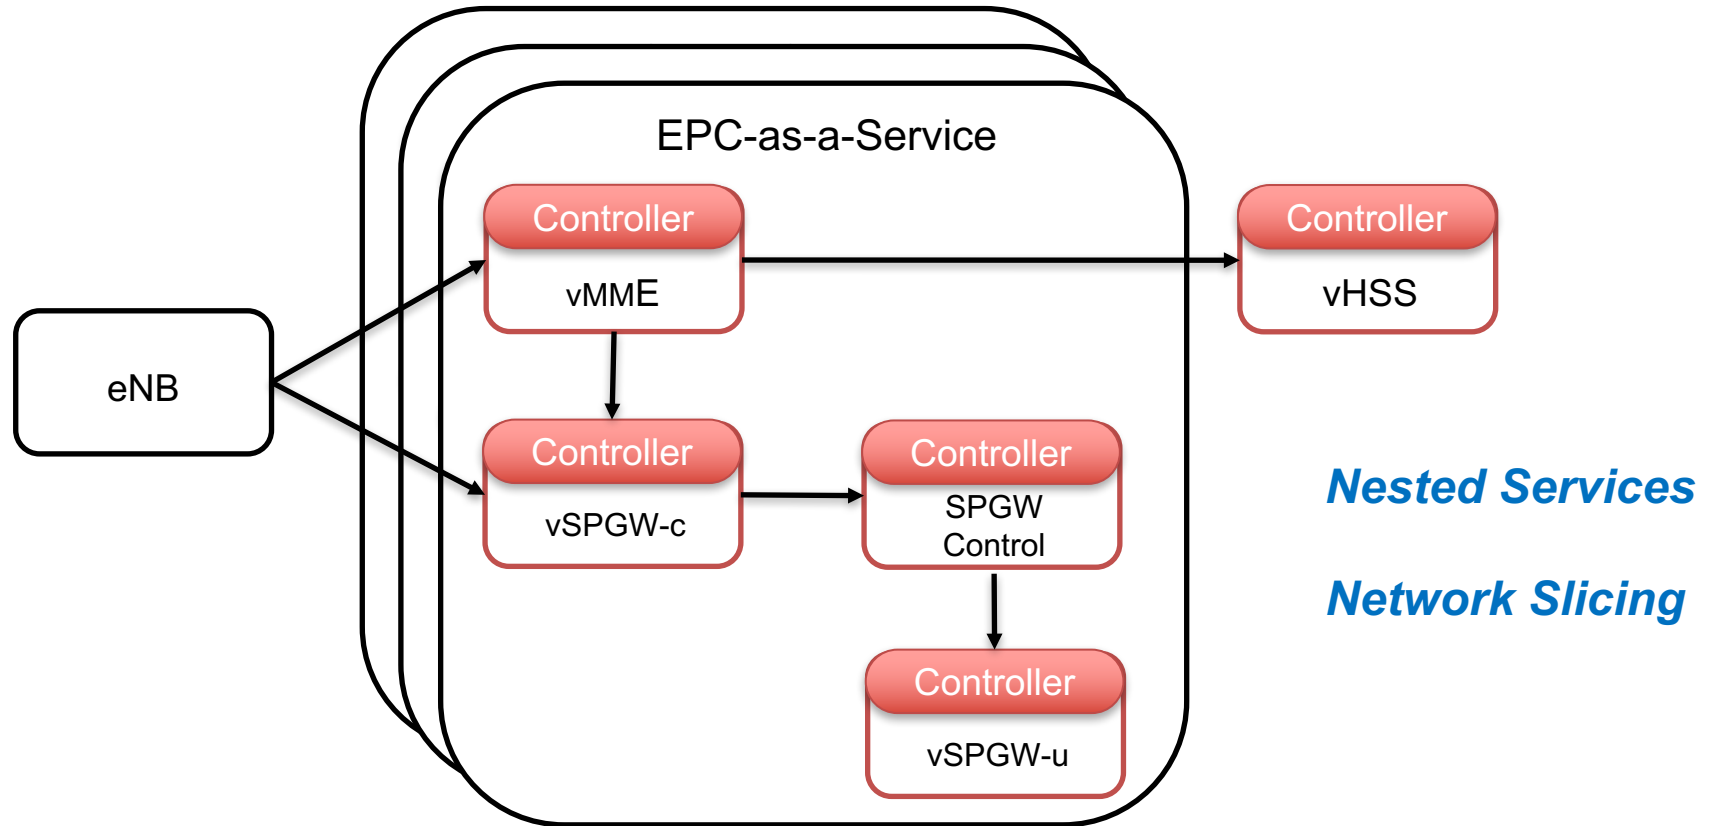 EPC-as-a-Service
Controller
vMME
Controller
vHSS
eNB
Controller
vSPGW-c
Controller
SPGW
Control
Nested Services
Network Slicing
Controller
vSPGW-u